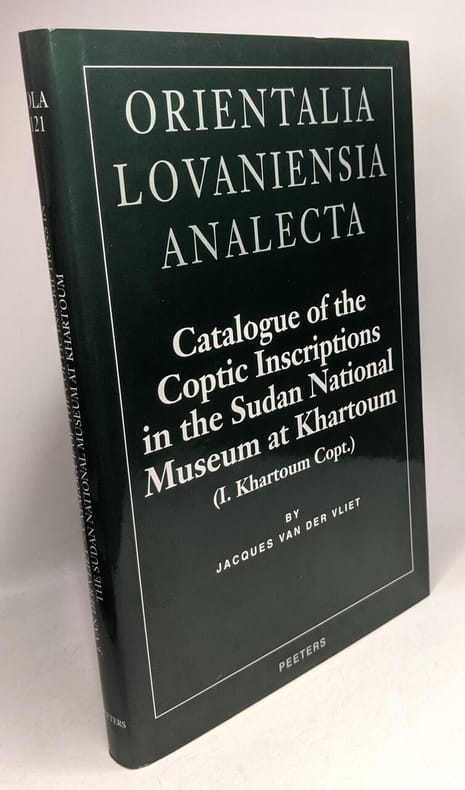 ORIENTALIA
LOVANIENSIA
ANALECTA
Catalogue of the
Coptic Inscriptions
in the Sudan National
Museum at Khartoum
(I. Khartoum Copt.)
BY
JACQUES VAN DER VLIET
PEETERS
OLA
121
THE SUDAN NATIONAL MUSEUM AT KHARTOUM